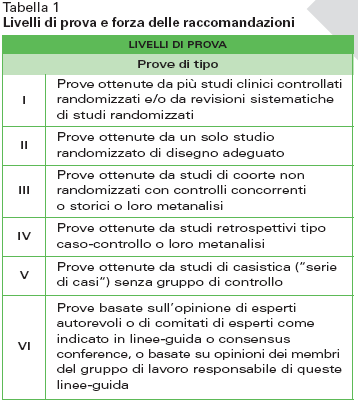 Tabella 1
Livelli di prova e forza delle raccomandazioni
LIVELLI DI PROVA
Prove di tipo
I
Prove ottenute da più studi clinici controllati
randomizzati e/o da revisioni sistematiche
di studi randomizzati
II
Prove ottenute da un solo studio
randomizzato di disegno adeguato
III
Prove ottenute da studi di coorte non
randomizzati con controlli concorrenti
o storici o loro metanalisi
IV
Prove ottenute da studi retrospettivi tipo
caso-controllo o loro metanalisi
V
Prove ottenute da studi di casistica (“serie
di casi”) senza gruppo di controllo
VI
Prove basate sull’opinione di esperti
autorevoli o di comitati di esperti come
indicato in linee-guida o consensus
conference, o basate su opinioni dei membri
del gruppo di lavoro responsabile di queste
linee-guida